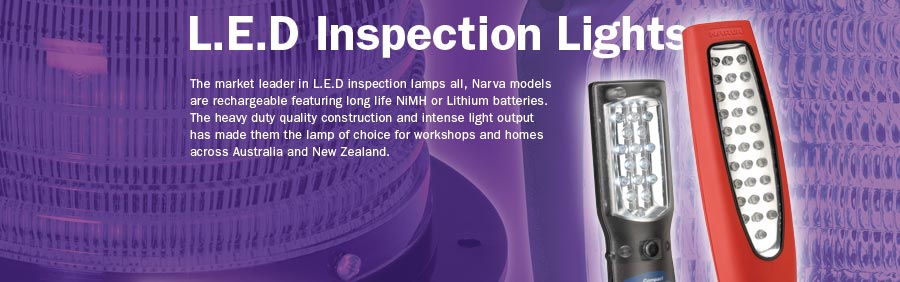 L.E.D Inspection Lights
The market leader in L.E.D inspection lamps all, Narva models
are rechargeable featuring long life NiMH or Lithium batteries.
The heavy duty quality construction and intense light output
has made them the lamp of choice for workshops and homes
across Australia and New Zealand.
NARVA
Compact